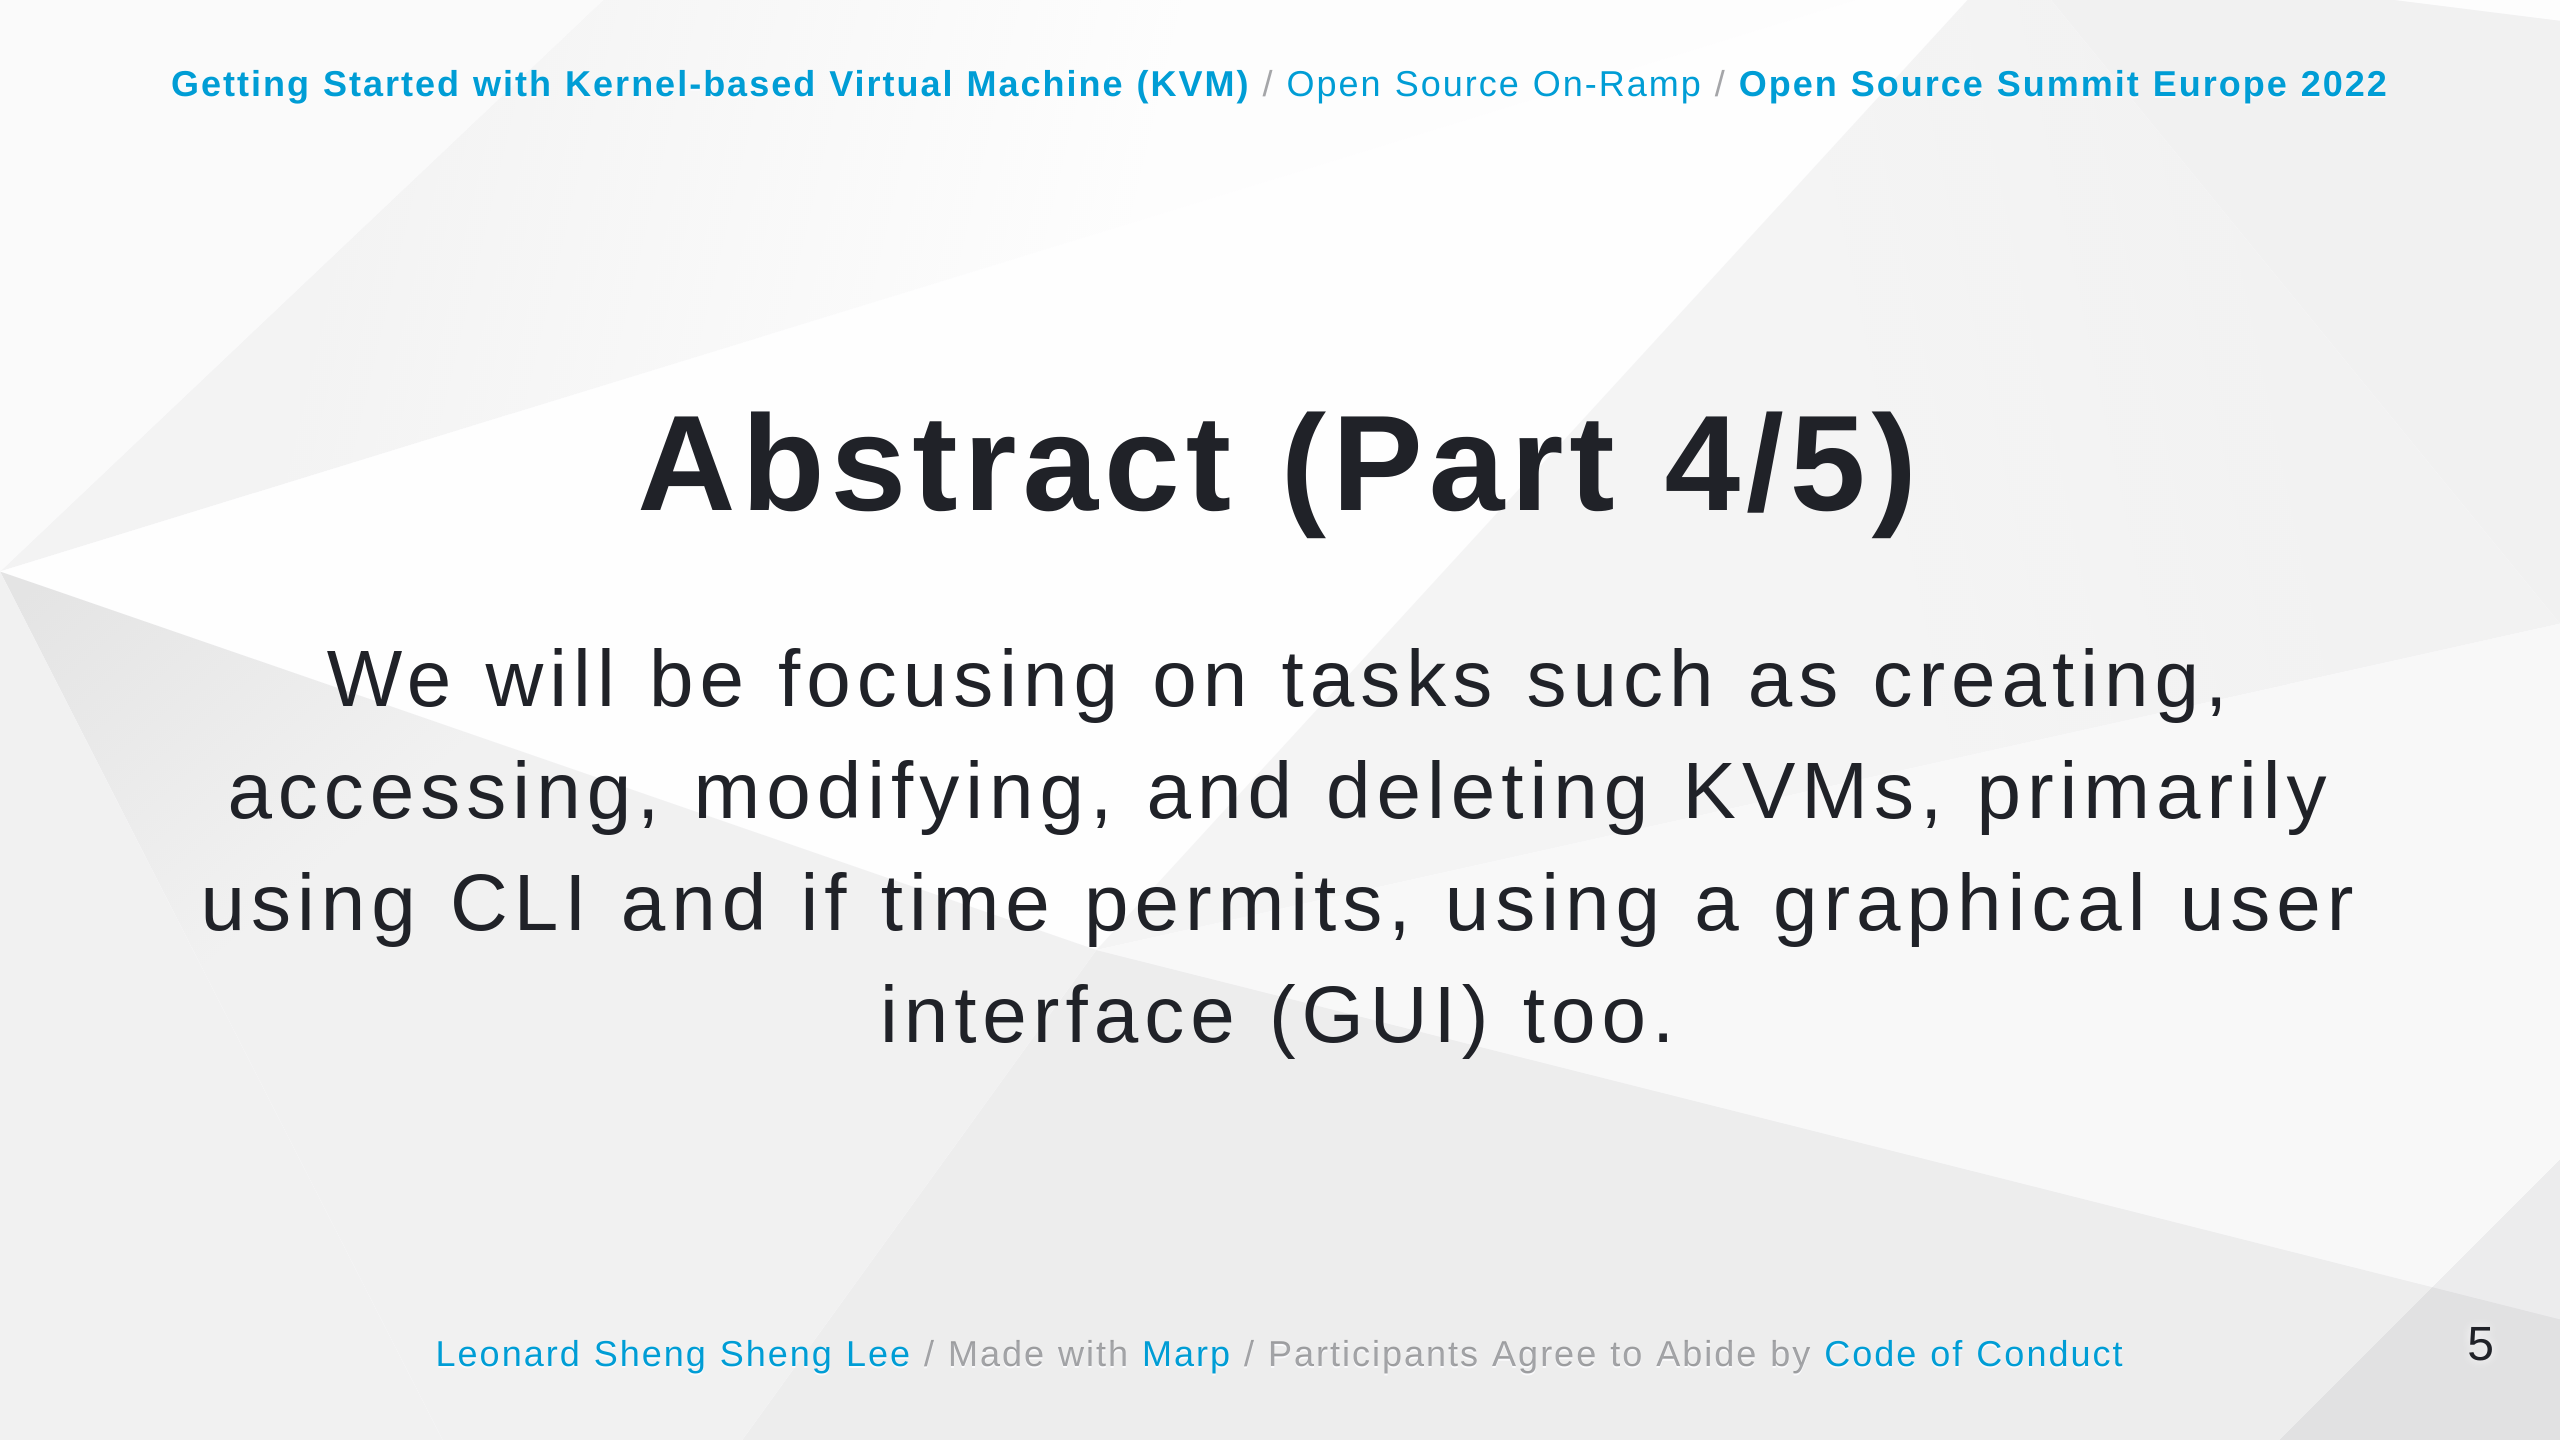 Getting Started with Kernel-based Virtual Machine (KVM) / Open Source On-Ramp / Open Source Summit Europe 2022
Abstract (Part 4/5)
We will be focusing on tasks such as creating,
accessing, modifying, and deleting KVMs, primarily
using CLI and if time permits, using a graphical user
interface (GUI) too.
Leonard Sheng Sheng Lee / Made with Marp / Participants Agree to Abide by Code of Conduct
5